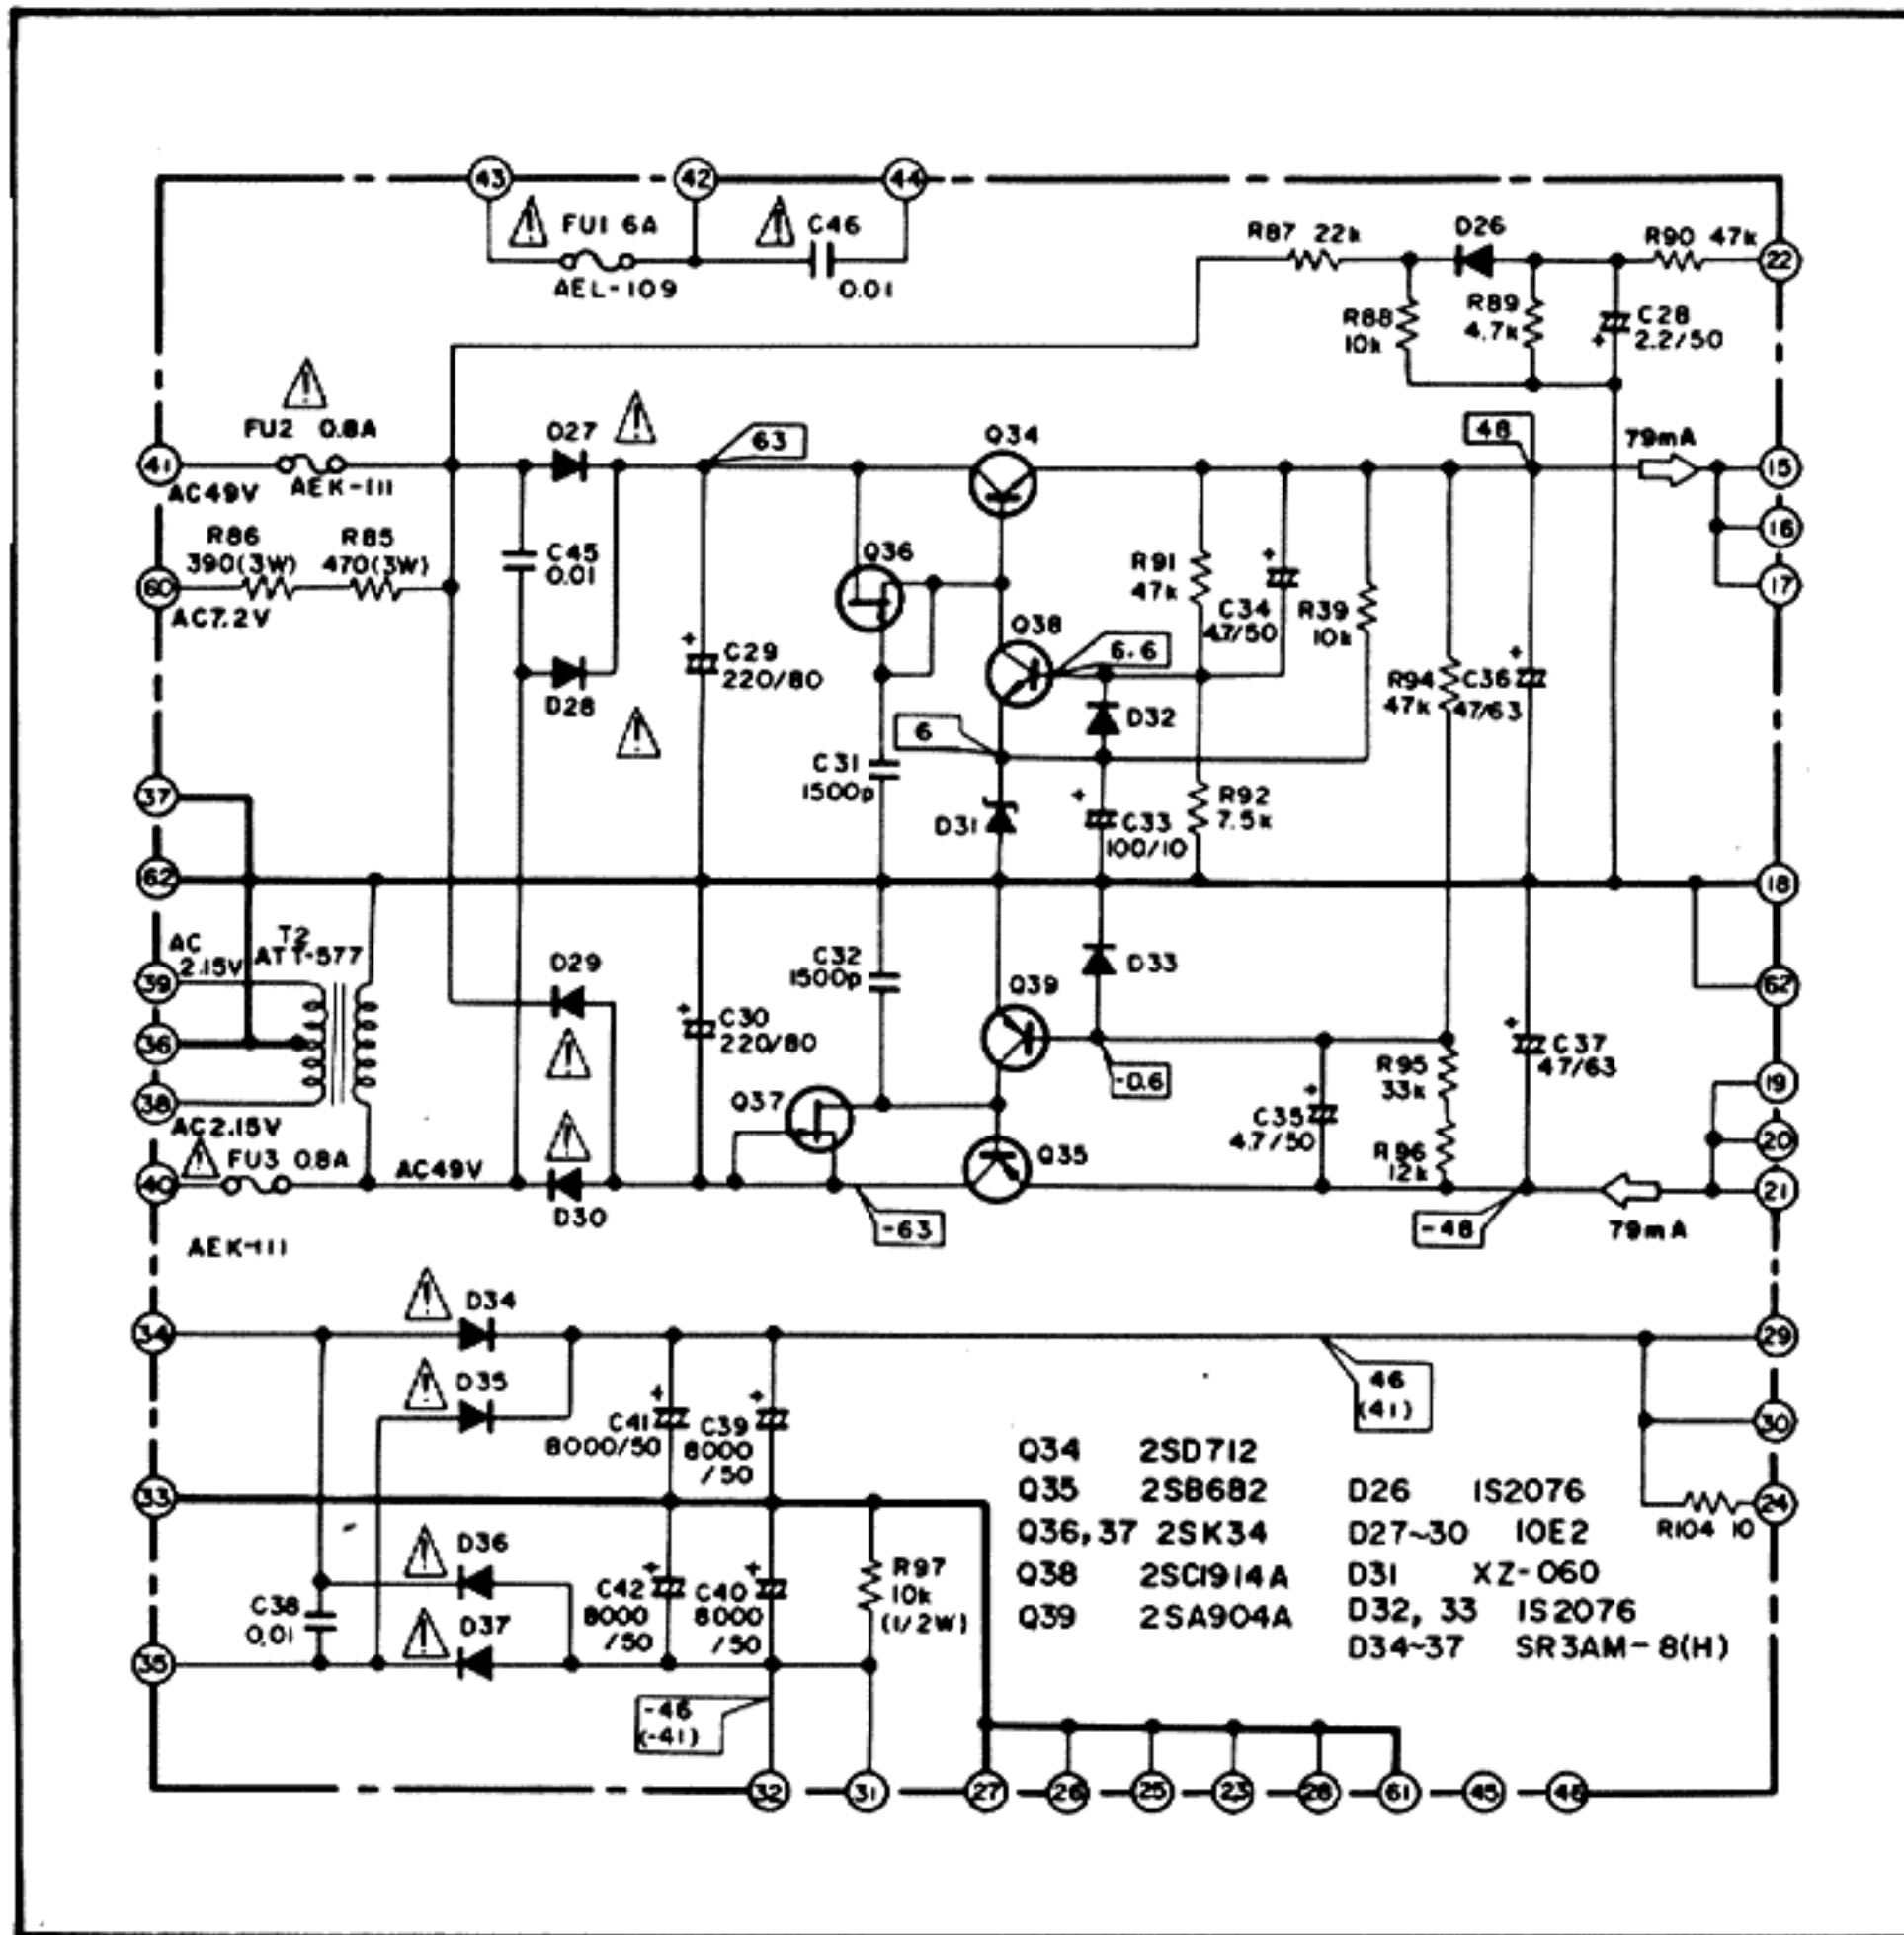 43 42 44
FU1 6A
C46
AEL-109
0.01
R87 22k
D26
R90 47k
22
R88
10k
R89
4.7k
C28
2.2/50
FU2 0.8A
D27
63
Q34
48
79mA
41
AC49V
AEK-111
15
R86
390(3W)
R85
470(3W)
C45
0.01
Q36
R91
47k
16
60
AC7.2V
17
C34
47/50
R39
10k
Q38
6.6
C29
220/80
D28
R94
47k
C36
47/63
D32
6
C31
1500p
37
D31
C33
100/10
R92
7.5k
62
18
AC
2.15V
T2
ATT-577
39
D29
C32
1500p
D33
Q39
62
36
C30
220/80
-0.6
R95
33k
C37
47/63
19
38
AC2.15V
Q37
C35
4.7/50
20
FU3 0.8A
AC49V
Q35
R96
12k
40
21
D30
-63
-48
79mA
AEK-111
D34
34
29
D35
46
(41)
C41
8000/50
C39
8000
/50
30
33
24
R104 10
Q34 2SD712
Q35 2SB682
Q36,37 2SK34
Q38 2SC1914A
Q39 2SA904A
D26 IS2076
D27~30 10E2
D31 XZ-060
D32, 33 IS2076
D34~37 SR3AM-8(H)
D36
C38
0.01
C42
8000
/50
C40
8000
/50
R97
10k
(1/2W)
D37
35
-46
(-41)
32 31 27 26 25 23 28 61 45 46